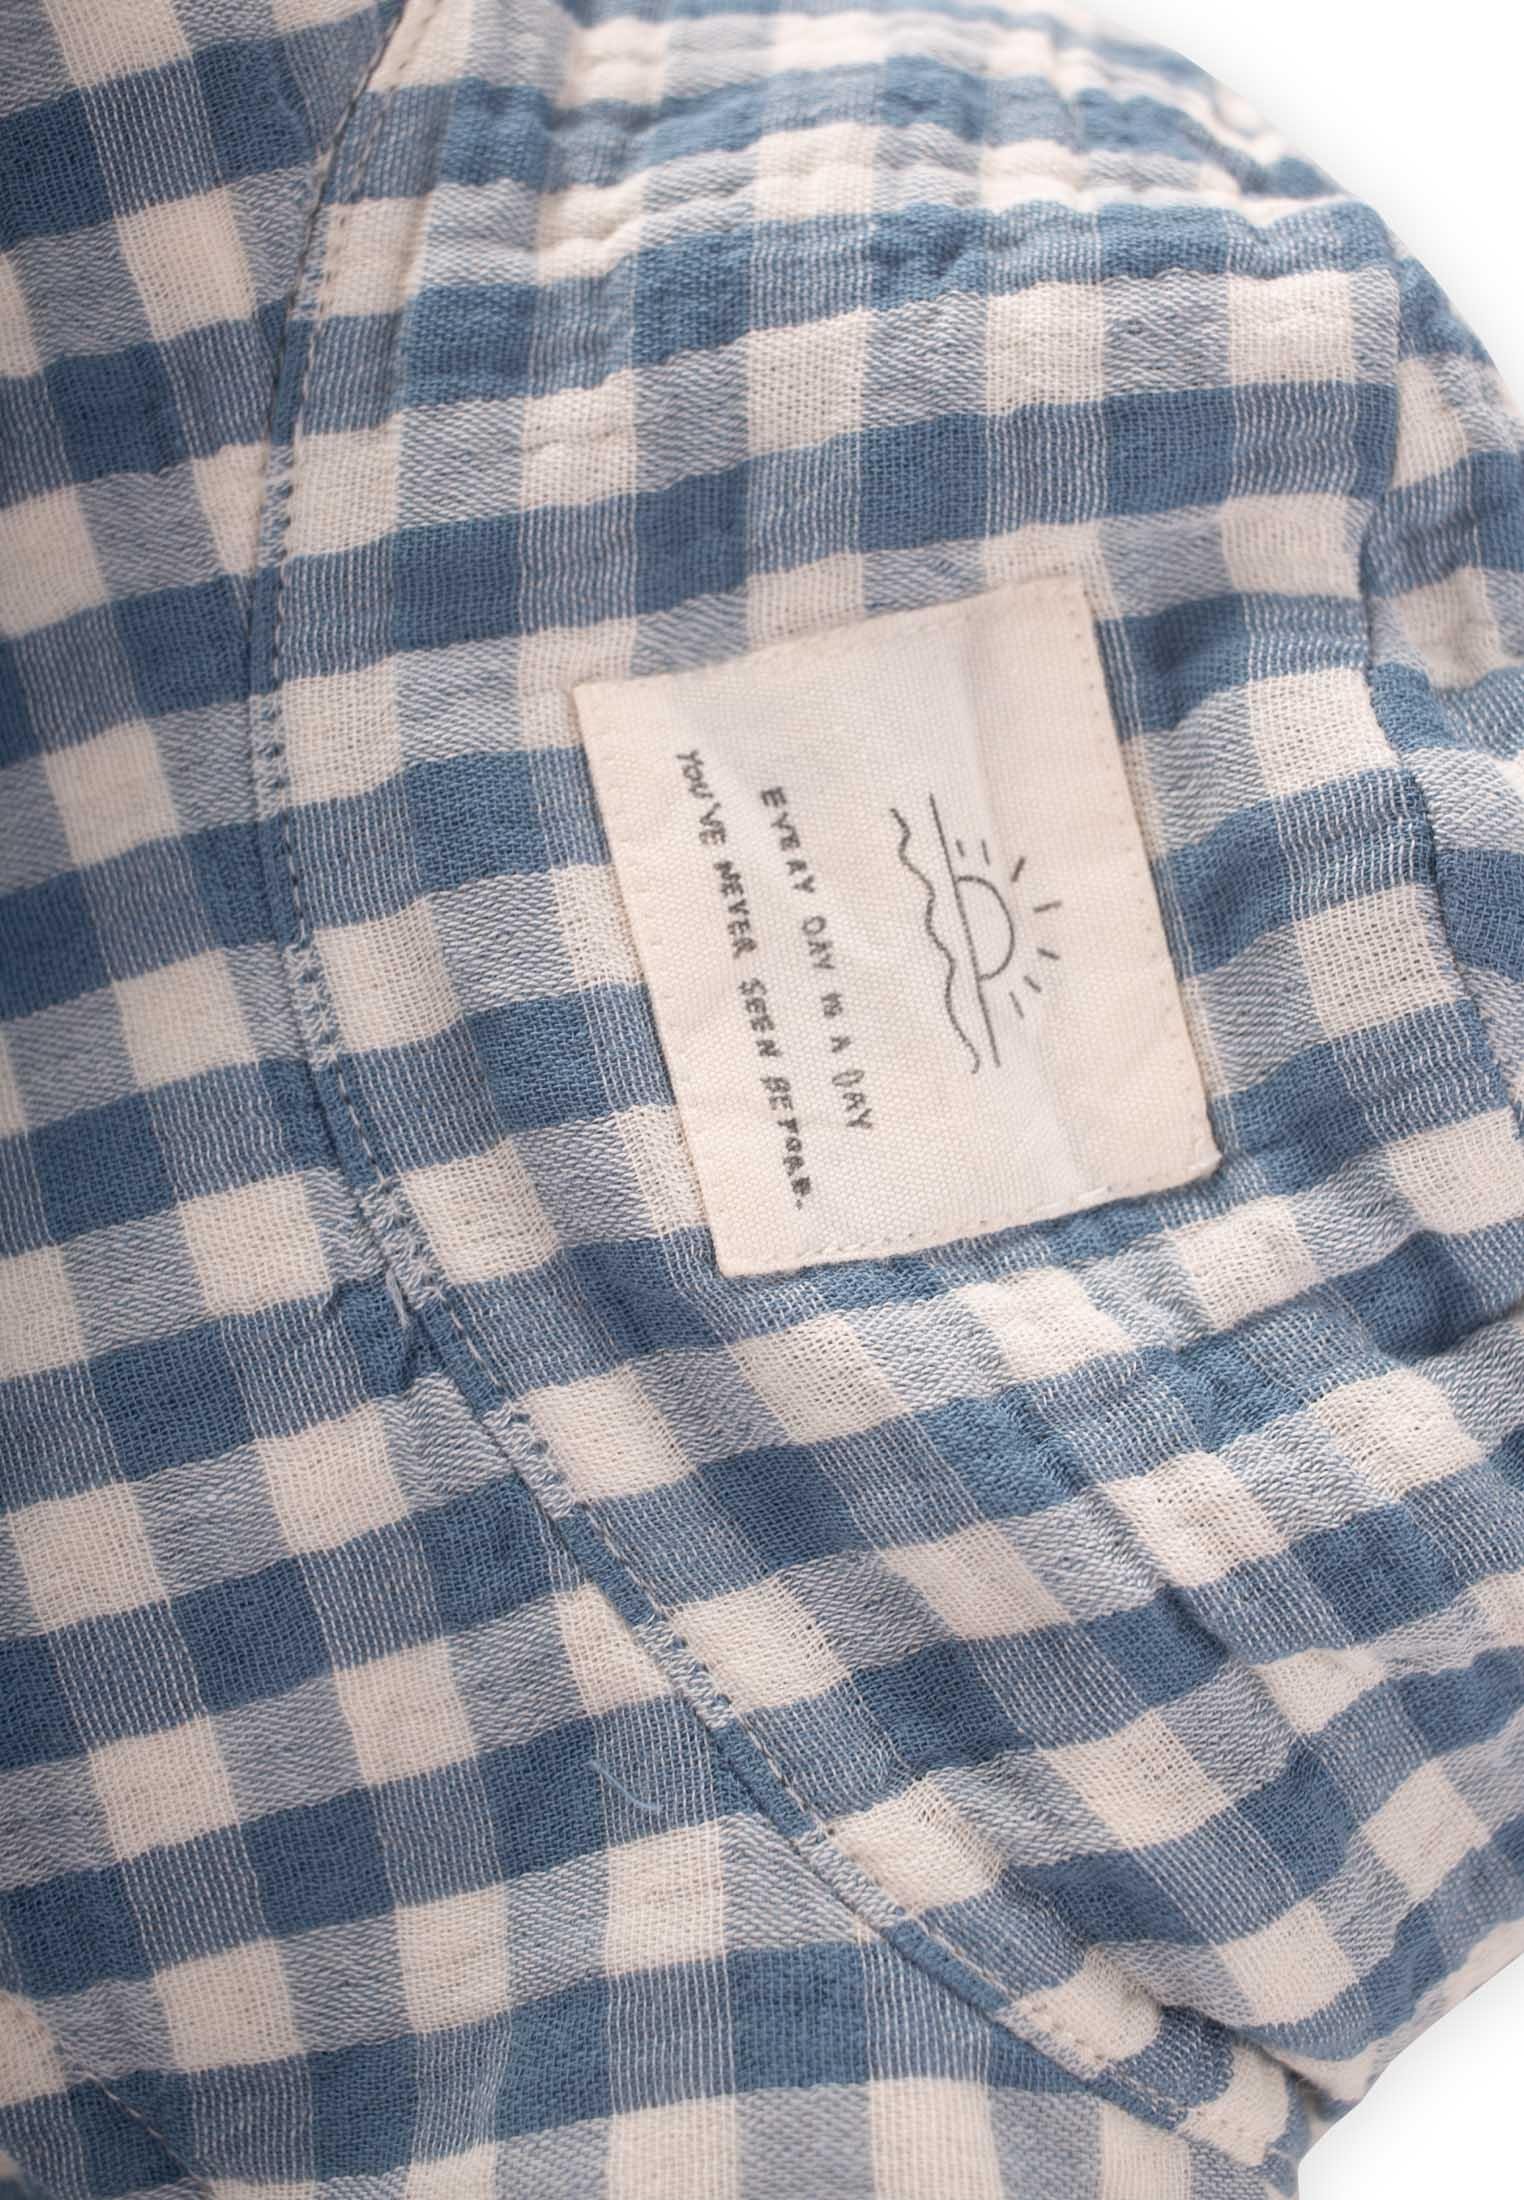 EVERY DAY IS A DAY
YOU'VE NEVER SEEN BEFORE.